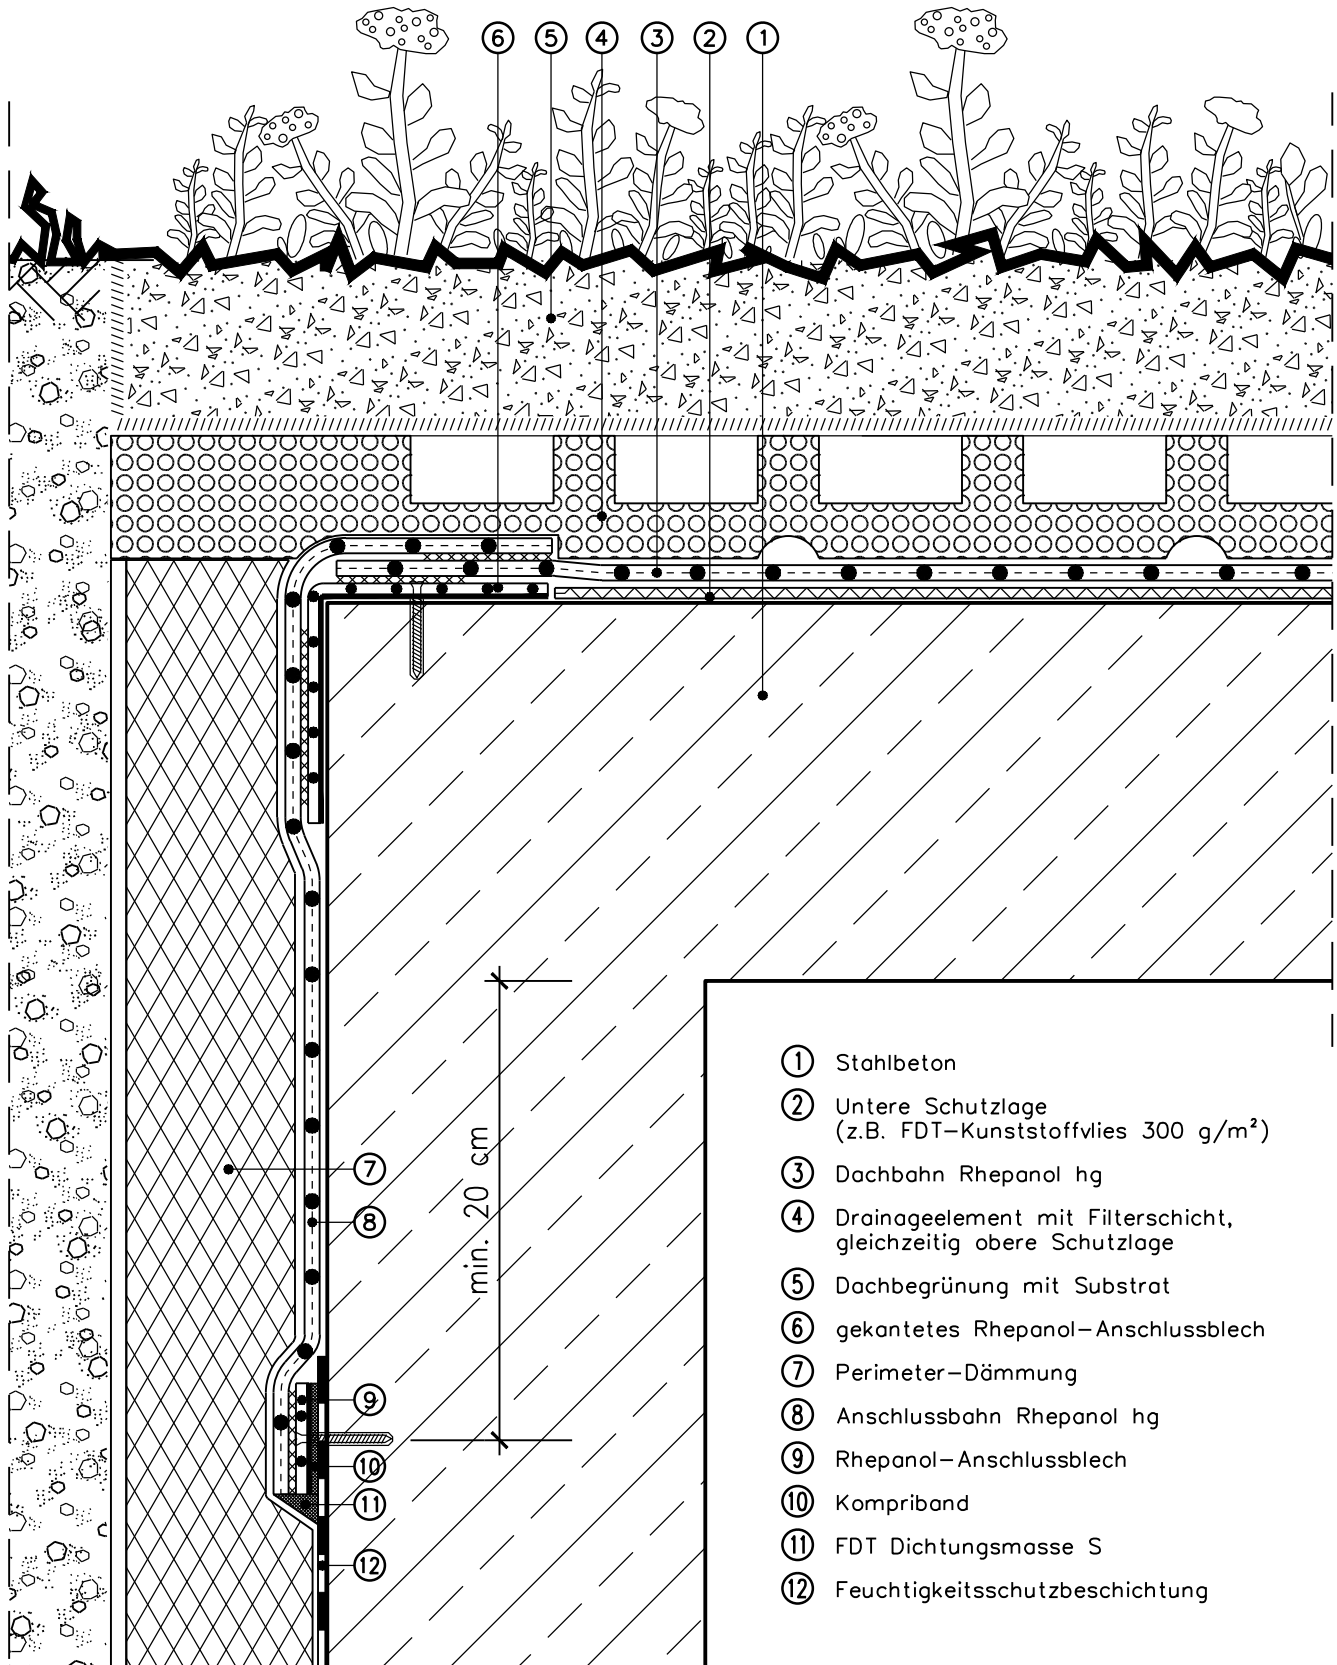 ⑥ ⑤ ④ ③ ② ①
⑦
⑧
min. 20 cm
⑨
⑩
⑪
⑫
① Stahlbeton
② Untere Schutzlage
(z.B. FDT-Kunststoffvlies 300 g/m²)
③ Dachbahn Rhepanol hg
④ Drainageelement mit Filterschicht,
gleichzeitig obere Schutzlage
⑤ Dachbegrünung mit Substrat
⑥ gekantetes Rhepanol-Anschlussblech
⑦ Perimeter-Dämmung
⑧ Anschlussbahn Rhepanol hg
⑨ Rhepanol-Anschlussblech
⑩ Kompriband
⑪ FDT Dichtungsmasse S
⑫ Feuchtigkeitsschutzbeschichtung